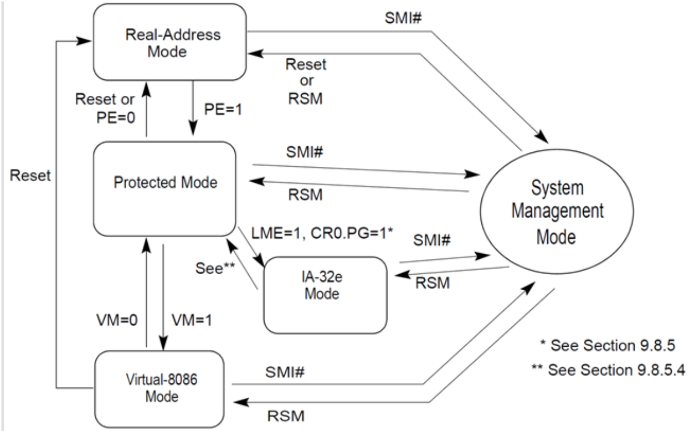 SMI#
Real-Address
Mode
Reset
or
RSM
Reset or
PE=0
PE=1
SMI#
Reset
Protected Mode
RSM
System
Management
Mode
LME=1, CR0.PG=1*
SMI#
See**
IA-32e
Mode
RSM
VM=0
VM=1
* See Section 9.8.5
** See Section 9.8.5.4
Virtual-8086
Mode
SMI#
RSM